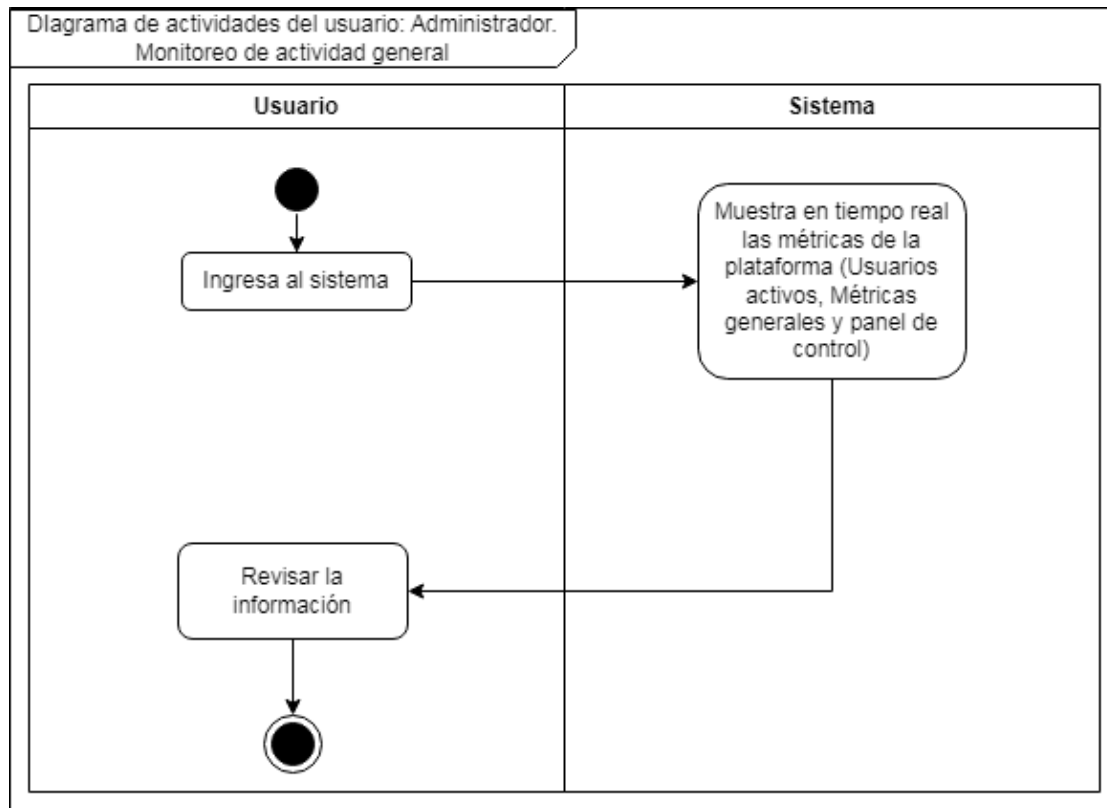 DIagrama de actividades del usuario: Administrador.
Monitoreo de actividad general
Usuario
Sistema
Ingresa al sistema
Muestra en tiempo real
las métricas de la
plataforma (Usuarios
activos, Métricas
generales y panel de
control)
Revisar la
información